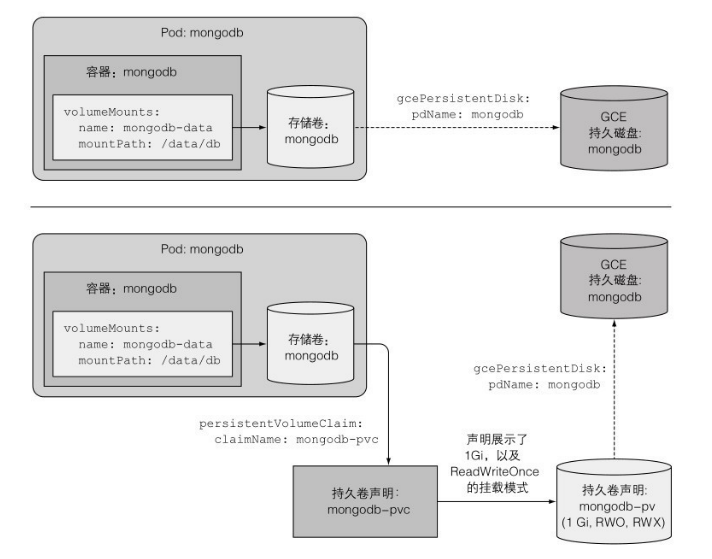 Pod: mongodb
容器：mongodb
volumeMounts:
name: mongodb-data
mountPath: /data/db
存储卷：
mongodb
gcePersistentDisk:
pdName: mongodb
GCE
持久磁盘:
mongodb
Pod: mongodb
容器：mongodb
volumeMounts:
name: mongodb-data
mountPath: /data/db
存储卷：
mongodb
GCE
持久磁盘:
mongodb
gcePersistentDisk:
pdName: mongodb
persistentVolumeClaim:
claimName: mongodb-pvc
声明展示了
1Gi，以及
ReadWriteOnce
的挂载模式
持久卷声明:
mongodb-pvc
持久卷声明:
mongodb-pv
(1 Gi, RWO, RWX)